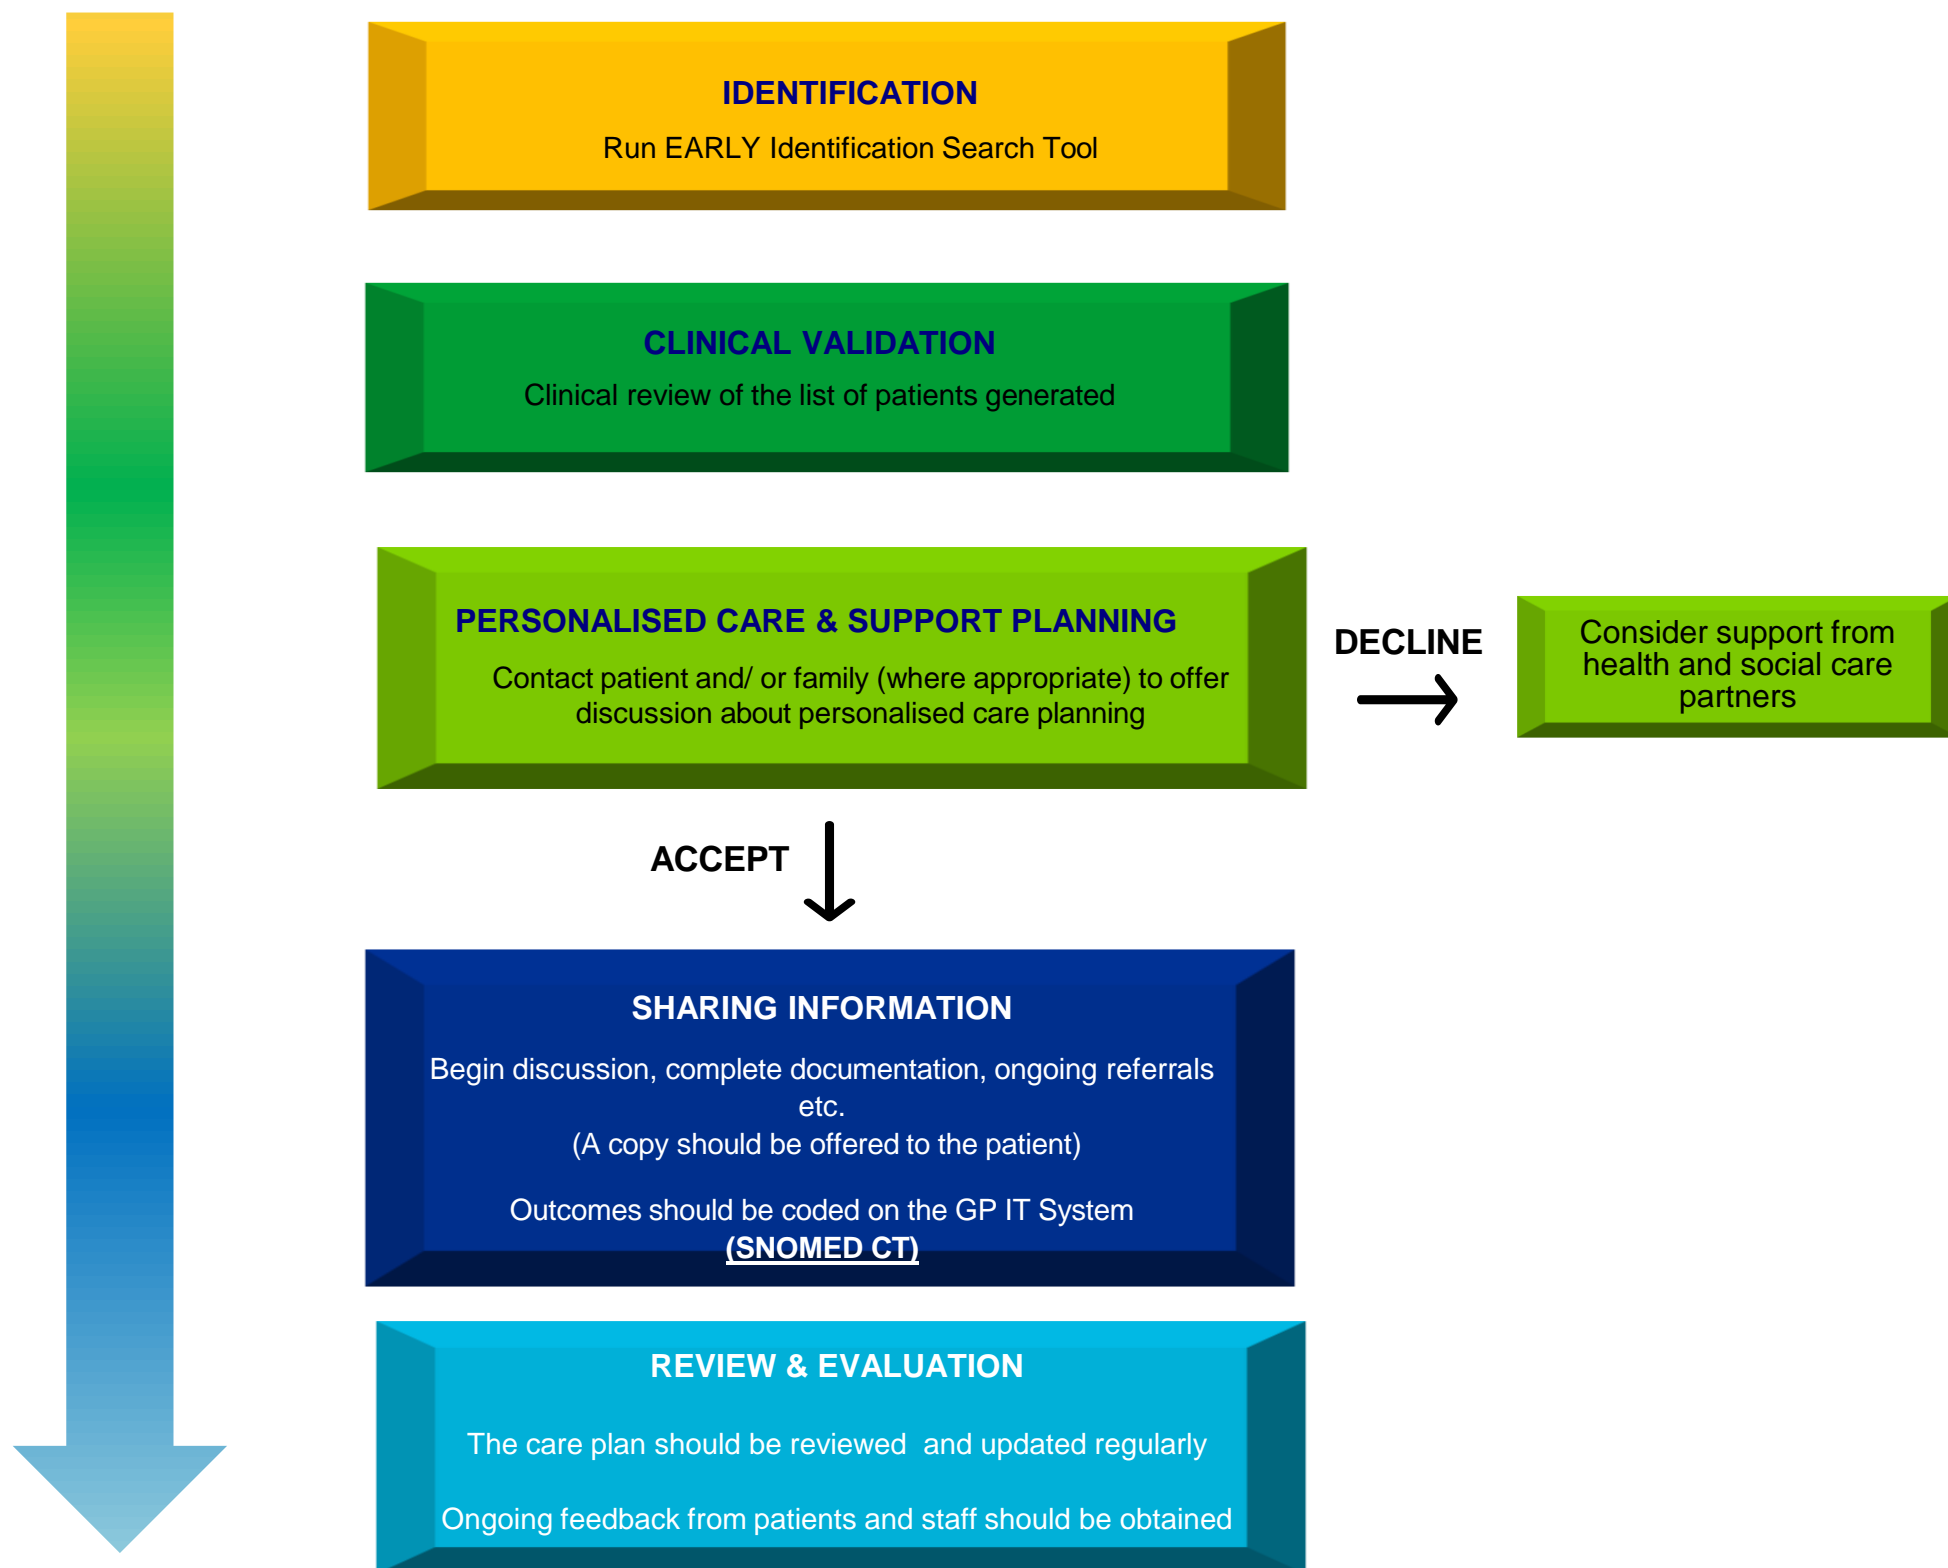 IDENTIFICATION
Run EARLY Identification Search Tool
CLINICAL VALIDATION
Clinical review of the list of patients generated
PERSONALISED CARE & SUPPORT PLANNING
Contact patient and/ or family (where appropriate) to offer
discussion about personalised care planning
DECLINE
Consider support from
health and social care
partners
ACCEPT
SHARING INFORMATION
Begin discussion, complete documentation, ongoing referrals
etc.
(A copy should be offered to the patient)
Outcomes should be coded on the GP IT System
(SNOMED CT)
REVIEW & EVALUATION
The care plan should be reviewed  and updated regularly
Ongoing feedback from patients and staff should be obtained